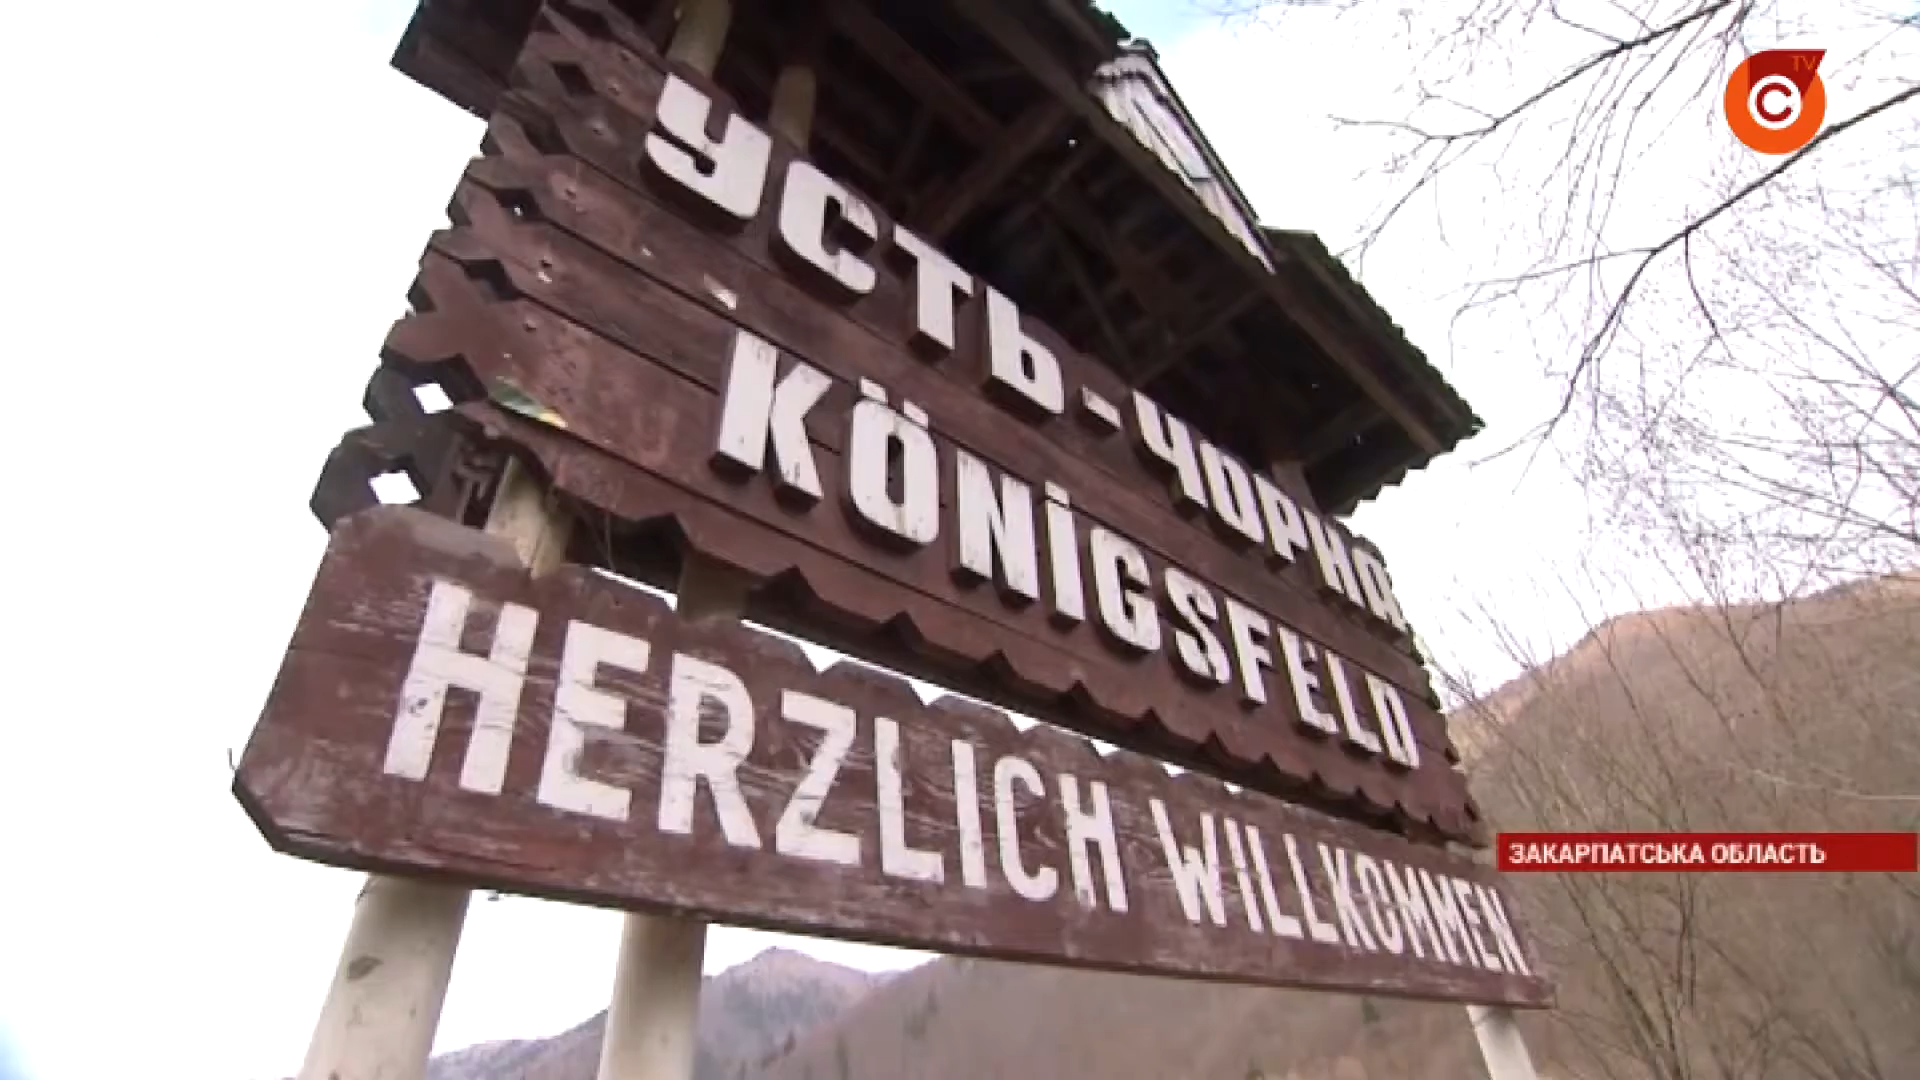 TV
C
УСТЬ-ЧОРНА
KÖNIGSFELD
HERZLICH WILLKOMMEN
ЗАКАРПАТСЬКА ОБЛАСТЬ